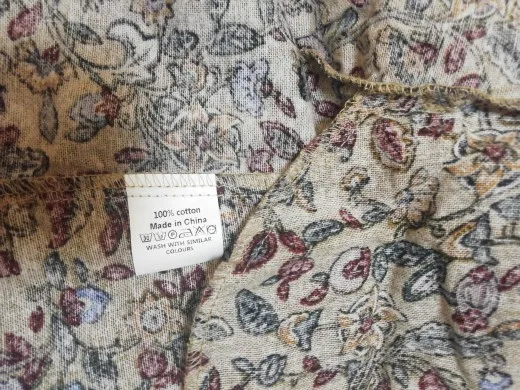 100% cotton
Made in China
WASH WITH SIMILAR
COLOURS